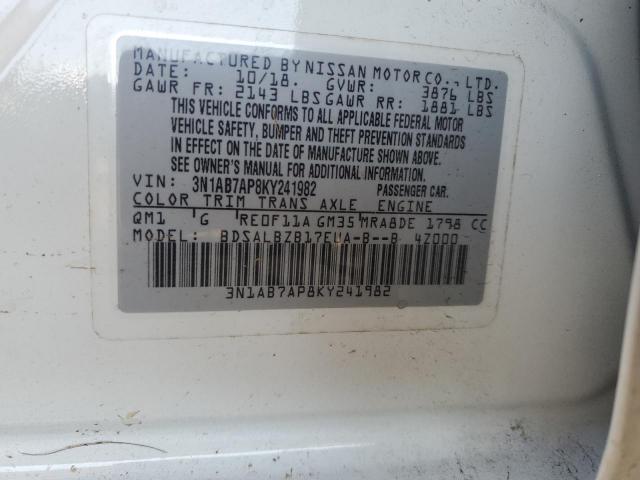 MANUFACTURED BY NISSAN MOTOR CO., LTD.
DATE: 10/18. GVWR: 3876 LBS
GAWR FR: 2143 LBS GAWR RR: 1881 LBS
THIS VEHICLE CONFORMS TO ALL APPLICABLE FEDERAL MOTOR
VEHICLE SAFETY, BUMPER AND THEFT PREVENTION STANDARDS
IN EFFECT ON THE DATE OF MANUFACTURE SHOWN ABOVE.
SEE OWNER'S MANUAL FOR ADDITIONAL INFORMATION.
VIN: 3N1AB7AP8KY241982 PASSENGER CAR.
COLOR TRIM TRANS AXLE ENGINE
QM1 G RE0F11A GM35 MRA8DE 1798 CC
MODEL: BDSALBZB17EUA-B--B 4Z000
3N1AB7AP8KY241982